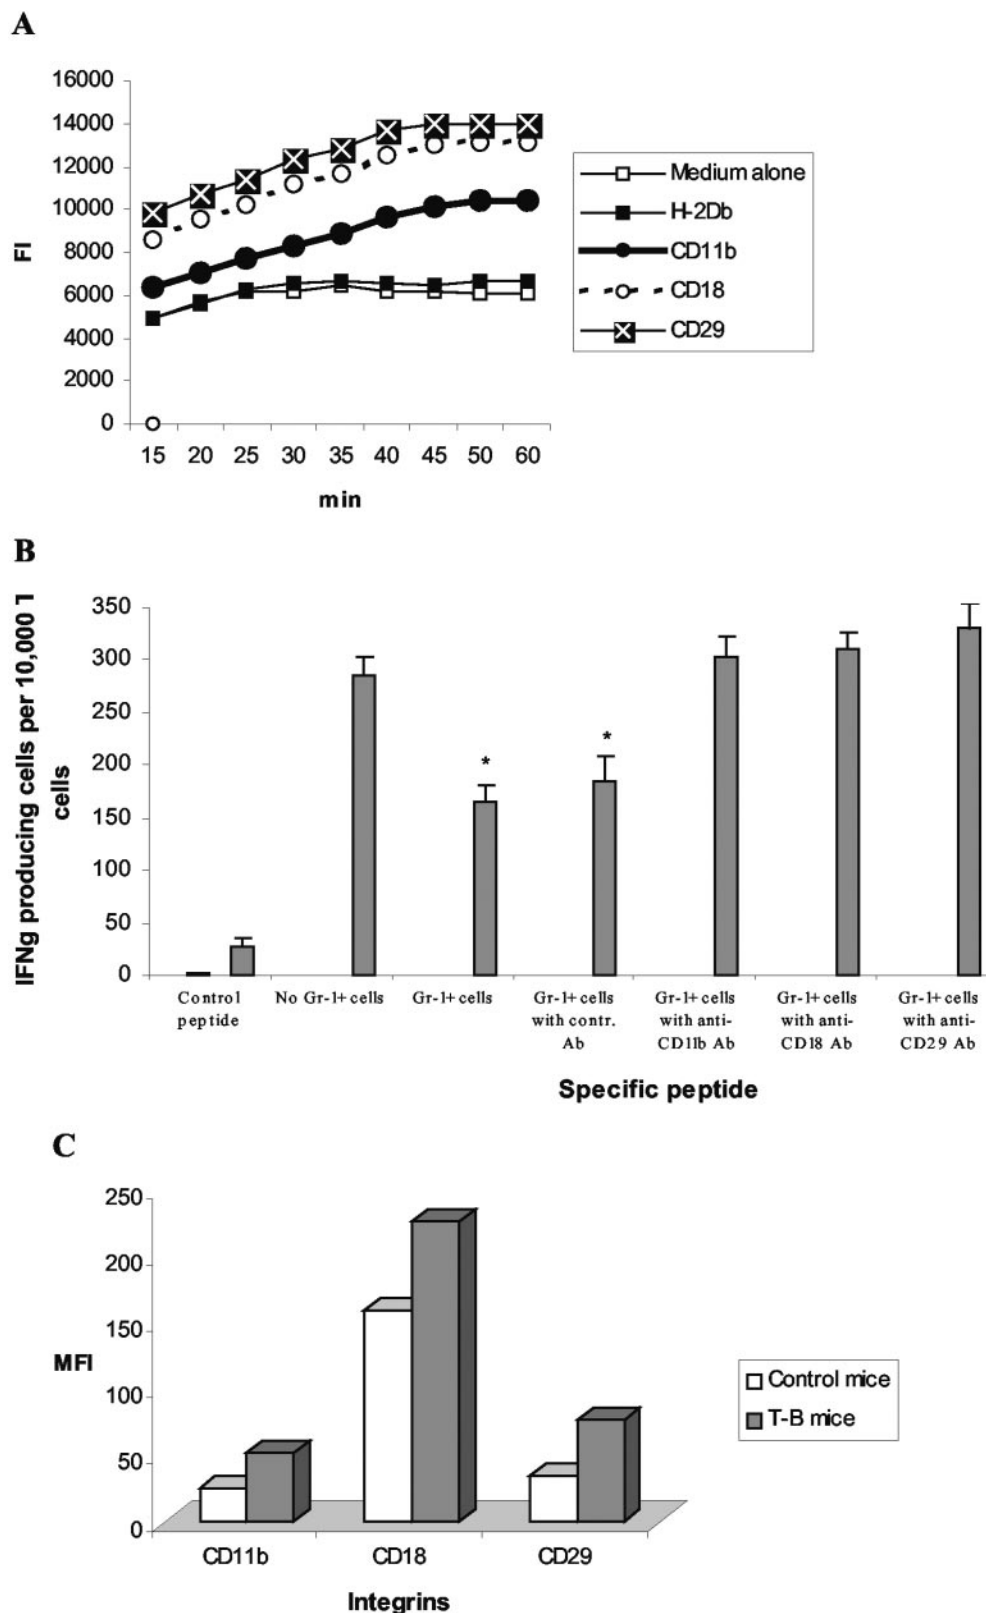 A
16000
14000
12000
10000
8000
6000
4000
2000
0
FI
15 20 25 30 35 40 45 50 60
min
Medium alone
H-2Db
CD11b
CD18
CD29
B
IFNg producing cells per 10,000 T
cells
350
300
250
200
150
100
50
0
* *
Control
peptide
No Gr-1+ cells
Gr-1+ cells
Gr-1+ cells
with contr.
Ab
Gr-1+ cells
with anti-
CD11b Ab
Gr-1+ cells
with anti-
CD18 Ab
Gr-1+ cells
with anti-
CD29 Ab
Specific peptide
C
250
200
150
100
50
0
MFI
CD11b CD18 CD29
Integrins
Control mice
T-B mice